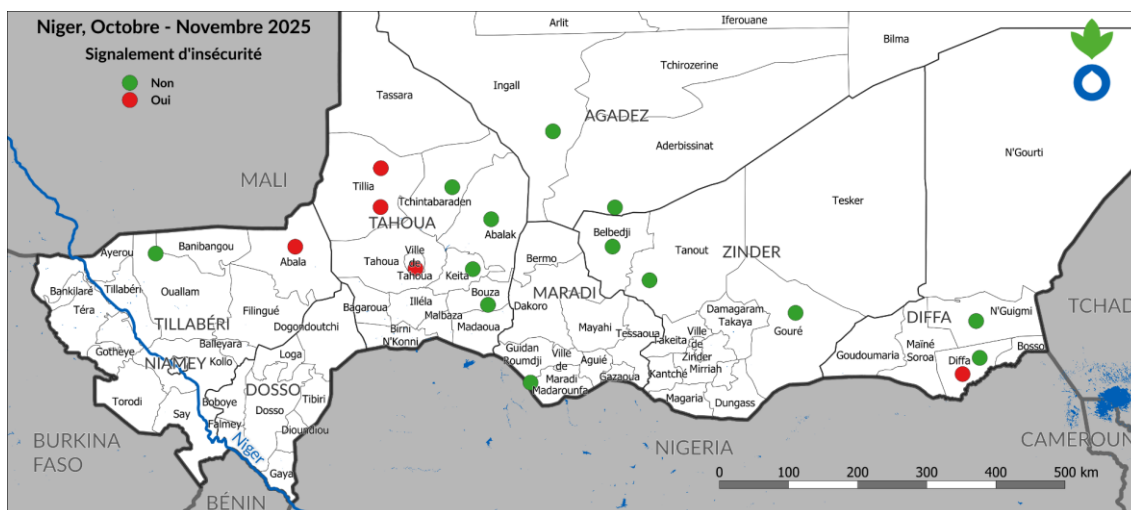 Niger, Octobre - Novembre 2025
Signalement d'insécurité
Non
Oui
Arlit
Iferouane
Bilma
Tchirozerine
Ingall
Tassara
AGADEZ
Aderbissinat
N'Gourti
MALI
Tillia
Tchintabaraden
Tesker
TAHOUA
Abalak
Belbedji
Tanout
ZINDER
Ayerou
Banibangou
Abala
Tahoua
Ville
de
Tahoua
Keita
Bermo
Bankilaré
Tillabéri
Ouallam
Téra
Filingué
Bagaroua
Illéla
Bouza
Malbaza
Dakoro
MARADI
TILLABÉRI
Dogondoutchi
Birni
N'Konni
Madaoua
Mayahi
Tessaoua
Damagaram
Takaya
Gouré
DIFFA
N'Guigmi
TCHAD
Gotheye
Balleyara
NIAMEY
Kollo
Loga
Guidan
Roumdji
Ville
de
Maradi
Aguié
Gazaoua
Madarounfa
Takeita
Ville
de
Zinder
Mirriah
Kantché
Magaria
Dungass
Goudoumaria
Maïné
Soroa
Diffa
Bosso
Torodi
Say
DOSSO
Boboye
Dosso
Tibiri
Falmey
Dioundiou
Gaya
Niger
BURKINA
FASO
BÉNIN
NIGERIA
CAMEROUN
0 100 200 300 400 500 km